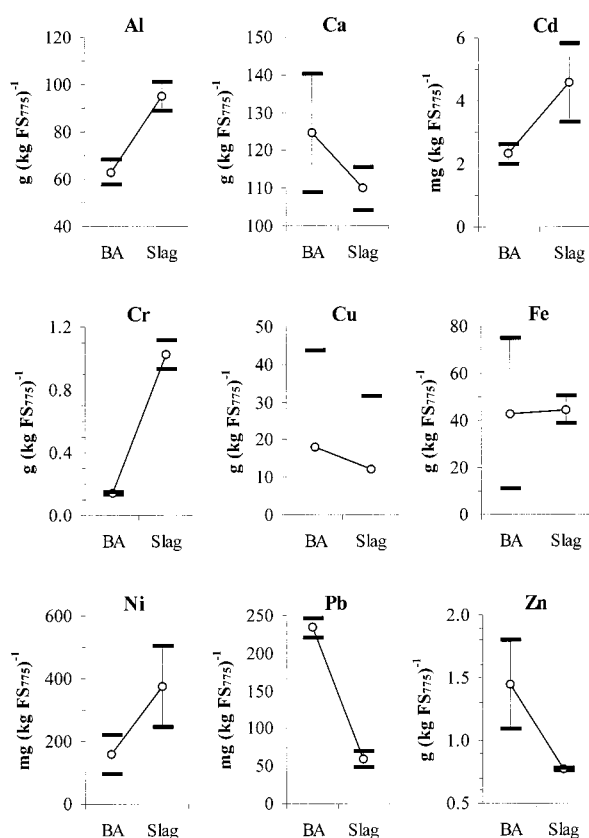 Al
120
100
80
60
40
g (kg FS775)-1
BA Slag
Ca
150
140
130
120
110
100
g (kg FS775)-1
BA Slag
Cd
6
4
2
0
mg (kg FS775)-1
BA Slag
Cr
1.2
0.8
0.4
0.0
g (kg FS775)-1
BA Slag
Cu
50
40
30
20
10
0
g (kg FS775)-1
BA Slag
Fe
80
60
40
20
0
g (kg FS775)-1
BA Slag
Ni
600
400
200
0
mg (kg FS775)-1
BA Slag
Pb
250
200
150
100
50
0
mg (kg FS775)-1
BA Slag
Zn
2.0
1.5
1.0
0.5
g (kg FS775)-1
BA Slag